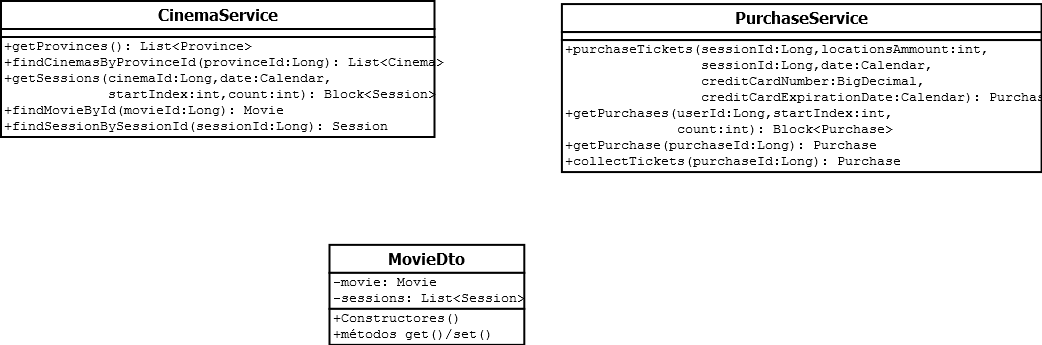 CinemaService
+getProvinces(): List<Province>
+findCinemasByProvinceId(provinceId:Long): List<Cinema>
+getSessions(cinemaId:Long,date:Calendar,
startIndex:int,count:int): Block<Session>
+findMovieById(movieId:Long): Movie
+findSessionBySessionId(sessionId:Long): Session
PurchaseService
+purchaseTickets(sessionId:Long,locationsAmmount:int,
sessionId:Long,date:Calendar,
creditCardNumber:BigDecimal,
creditCardExpirationDate:Calendar): Purchas
+getPurchases(userId:Long,startIndex:int,
count:int): Block<Purchase>
+getPurchase(purchaseId:Long): Purchase
+collectTickets(purchaseId:Long): Purchase
MovieDto
-movie: Movie
-sessions: List<Session>
+Constructores()
+métodos get()/set()